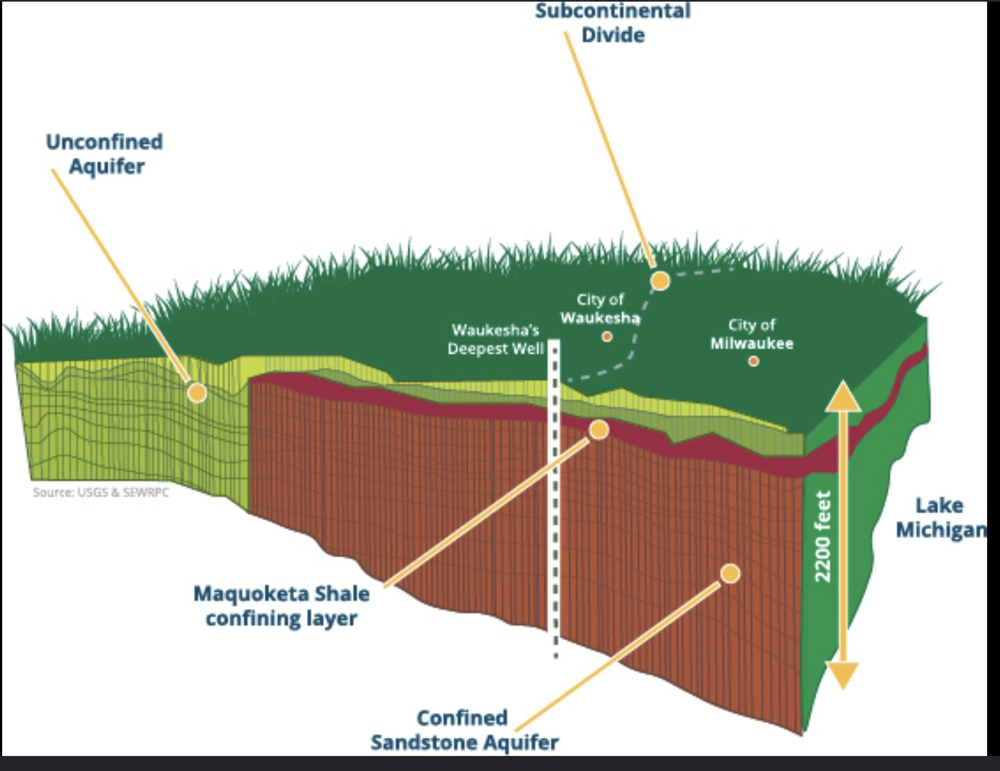 Subcontinental
Divide
Unconfined
Aquifer
City of
Waukesha
Waukesha's
Deepest Well
City of
Milwaukee
Source: USGS & SEWRPC
2200 feet
Lake
Michigan
Maquoketa Shale
confining layer
Confined
Sandstone Aquifer